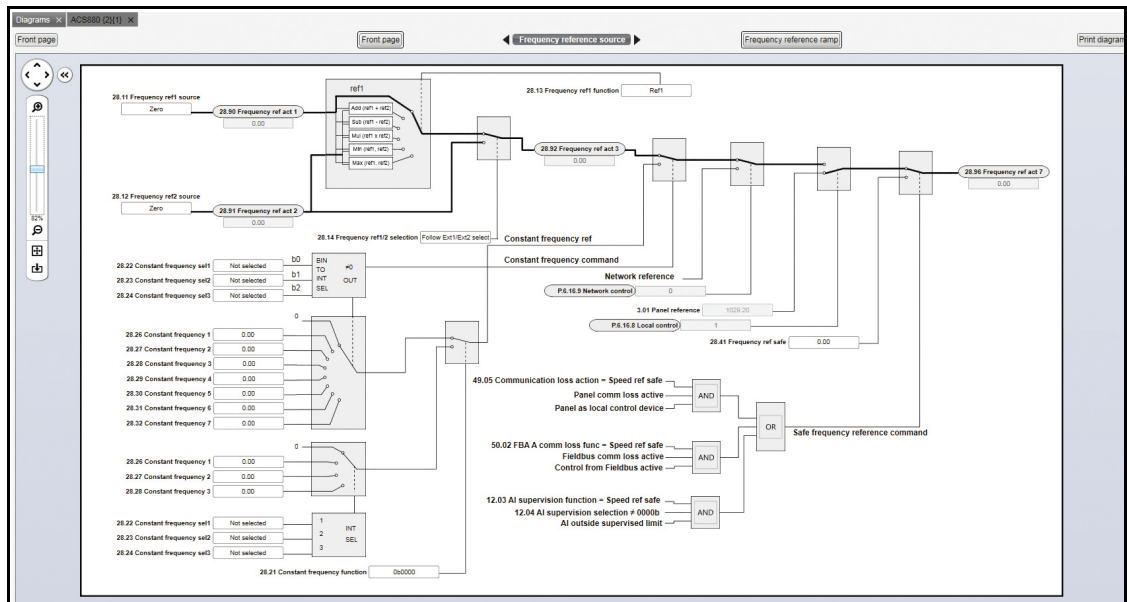 Diagrams × ACS880 {2}{1} ×
Front page Front page Frequency reference source Frequency reference ramp Print diagram
ref1
28.13 Frequency ref1 function Ref1
28.11 Frequency ref1 source
Zero
28.90 Frequency ref act 1
0.00
Add (ref1 + ref2)
Sub (ref1 - ref2)
Mul (ref1 x ref2)
Min (ref1, ref2)
Max (ref1, ref2)
28.92 Frequency ref act 3
0.00
28.96 Frequency ref act 7
0.00
28.12 Frequency ref2 source
Zero
28.91 Frequency ref act 2
0.00
82%
28.14 Frequency ref1/2 selection Follow Ext1/Ext2 select
Constant frequency ref
Constant frequency command
28.22 Constant frequency sel1 Not selected b0
28.23 Constant frequency sel2 Not selected b1
28.24 Constant frequency sel3 Not selected b2
BIN
TO
INT
SEL
≠0
OUT
Network reference
P.6.16.9 Network control 0
3.01 Panel reference 1029.20
P.6.16.8 Local control 1
28.41 Frequency ref safe 0.00
0
28.26 Constant frequency 1 0.00
28.27 Constant frequency 2 0.00
28.28 Constant frequency 3 0.00
28.29 Constant frequency 4 0.00
28.30 Constant frequency 5 0.00
28.31 Constant frequency 6 0.00
28.32 Constant frequency 7 0.00
49.05 Communication loss action = Speed ref safe
Panel comm loss active
Panel as local control device
AND
OR
Safe frequency reference command
50.02 FBA A comm loss func = Speed ref safe
Fieldbus comm loss active
Control from Fieldbus active
AND
12.03 AI supervision function = Speed ref safe
12.04 AI supervision selection ≠ 0000b
AI outside supervised limit
AND
0
28.26 Constant frequency 1 0.00
28.27 Constant frequency 2 0.00
28.28 Constant frequency 3 0.00
28.22 Constant frequency sel1 Not selected 1
28.23 Constant frequency sel2 Not selected 2
28.24 Constant frequency sel3 Not selected 3
INT
SEL
28.21 Constant frequency function 0b0000